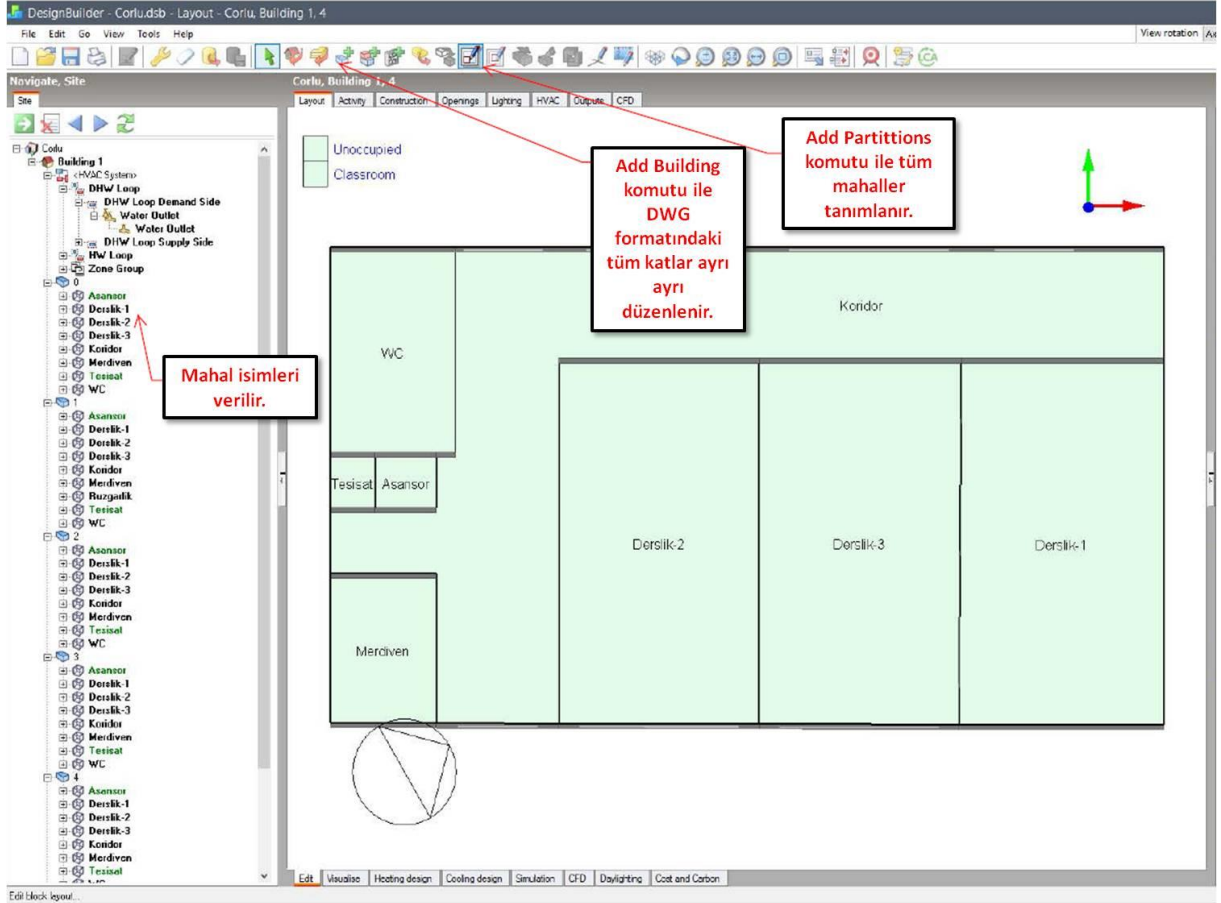 DesignBuilder - Corlu.dsb - Layout - Corlu, Building 1, 4
File Edit Go View Tools Help
View rotation
Navigate, Site
Site
Corlu
Building 1
<HVAC System>
DHW Loop
DHW Loop Demand Side
Water Outlet
Water Outlet
DHW Loop Supply Side
HW Loop
Zone Group
0
Asansor
Derslik-1
Derslik-2
Derslik-3
Koridor
Merdiven
Tesisat
WC
1
Asansor
Derslik-1
Derslik-2
Derslik-3
Koridor
Merdiven
Ruzgarlik
Tesisat
WC
2
Asansor
Derslik-1
Derslik-2
Derslik-3
Koridor
Merdiven
Tesisat
WC
3
Asansor
Derslik-1
Derslik-2
Derslik-3
Koridor
Merdiven
Tesisat
WC
4
Asansor
Derslik-1
Derslik-2
Derslik-3
Koridor
Merdiven
Tesisat
Mahal isimleri
verilir.
Corlu, Building 1, 4
Layout Activity Construction Openings Lighting HVAC Outputs CFD
Unoccupied
Classroom
Add Building
komutu ile
DWG
formatındaki
tüm katlar ayrı
ayrı
düzenlenir.
Add Partittions
komutu ile tüm
mahaller
tanımlanır.
Koridor
WC
Tesisat Asansor
Derslik-2 Derslik-3 Derslik-1
Merdiven
Edit Visualise Heating design Cooling design Simulation CFD Daylighting Cost and Carbon
Edit block layout...